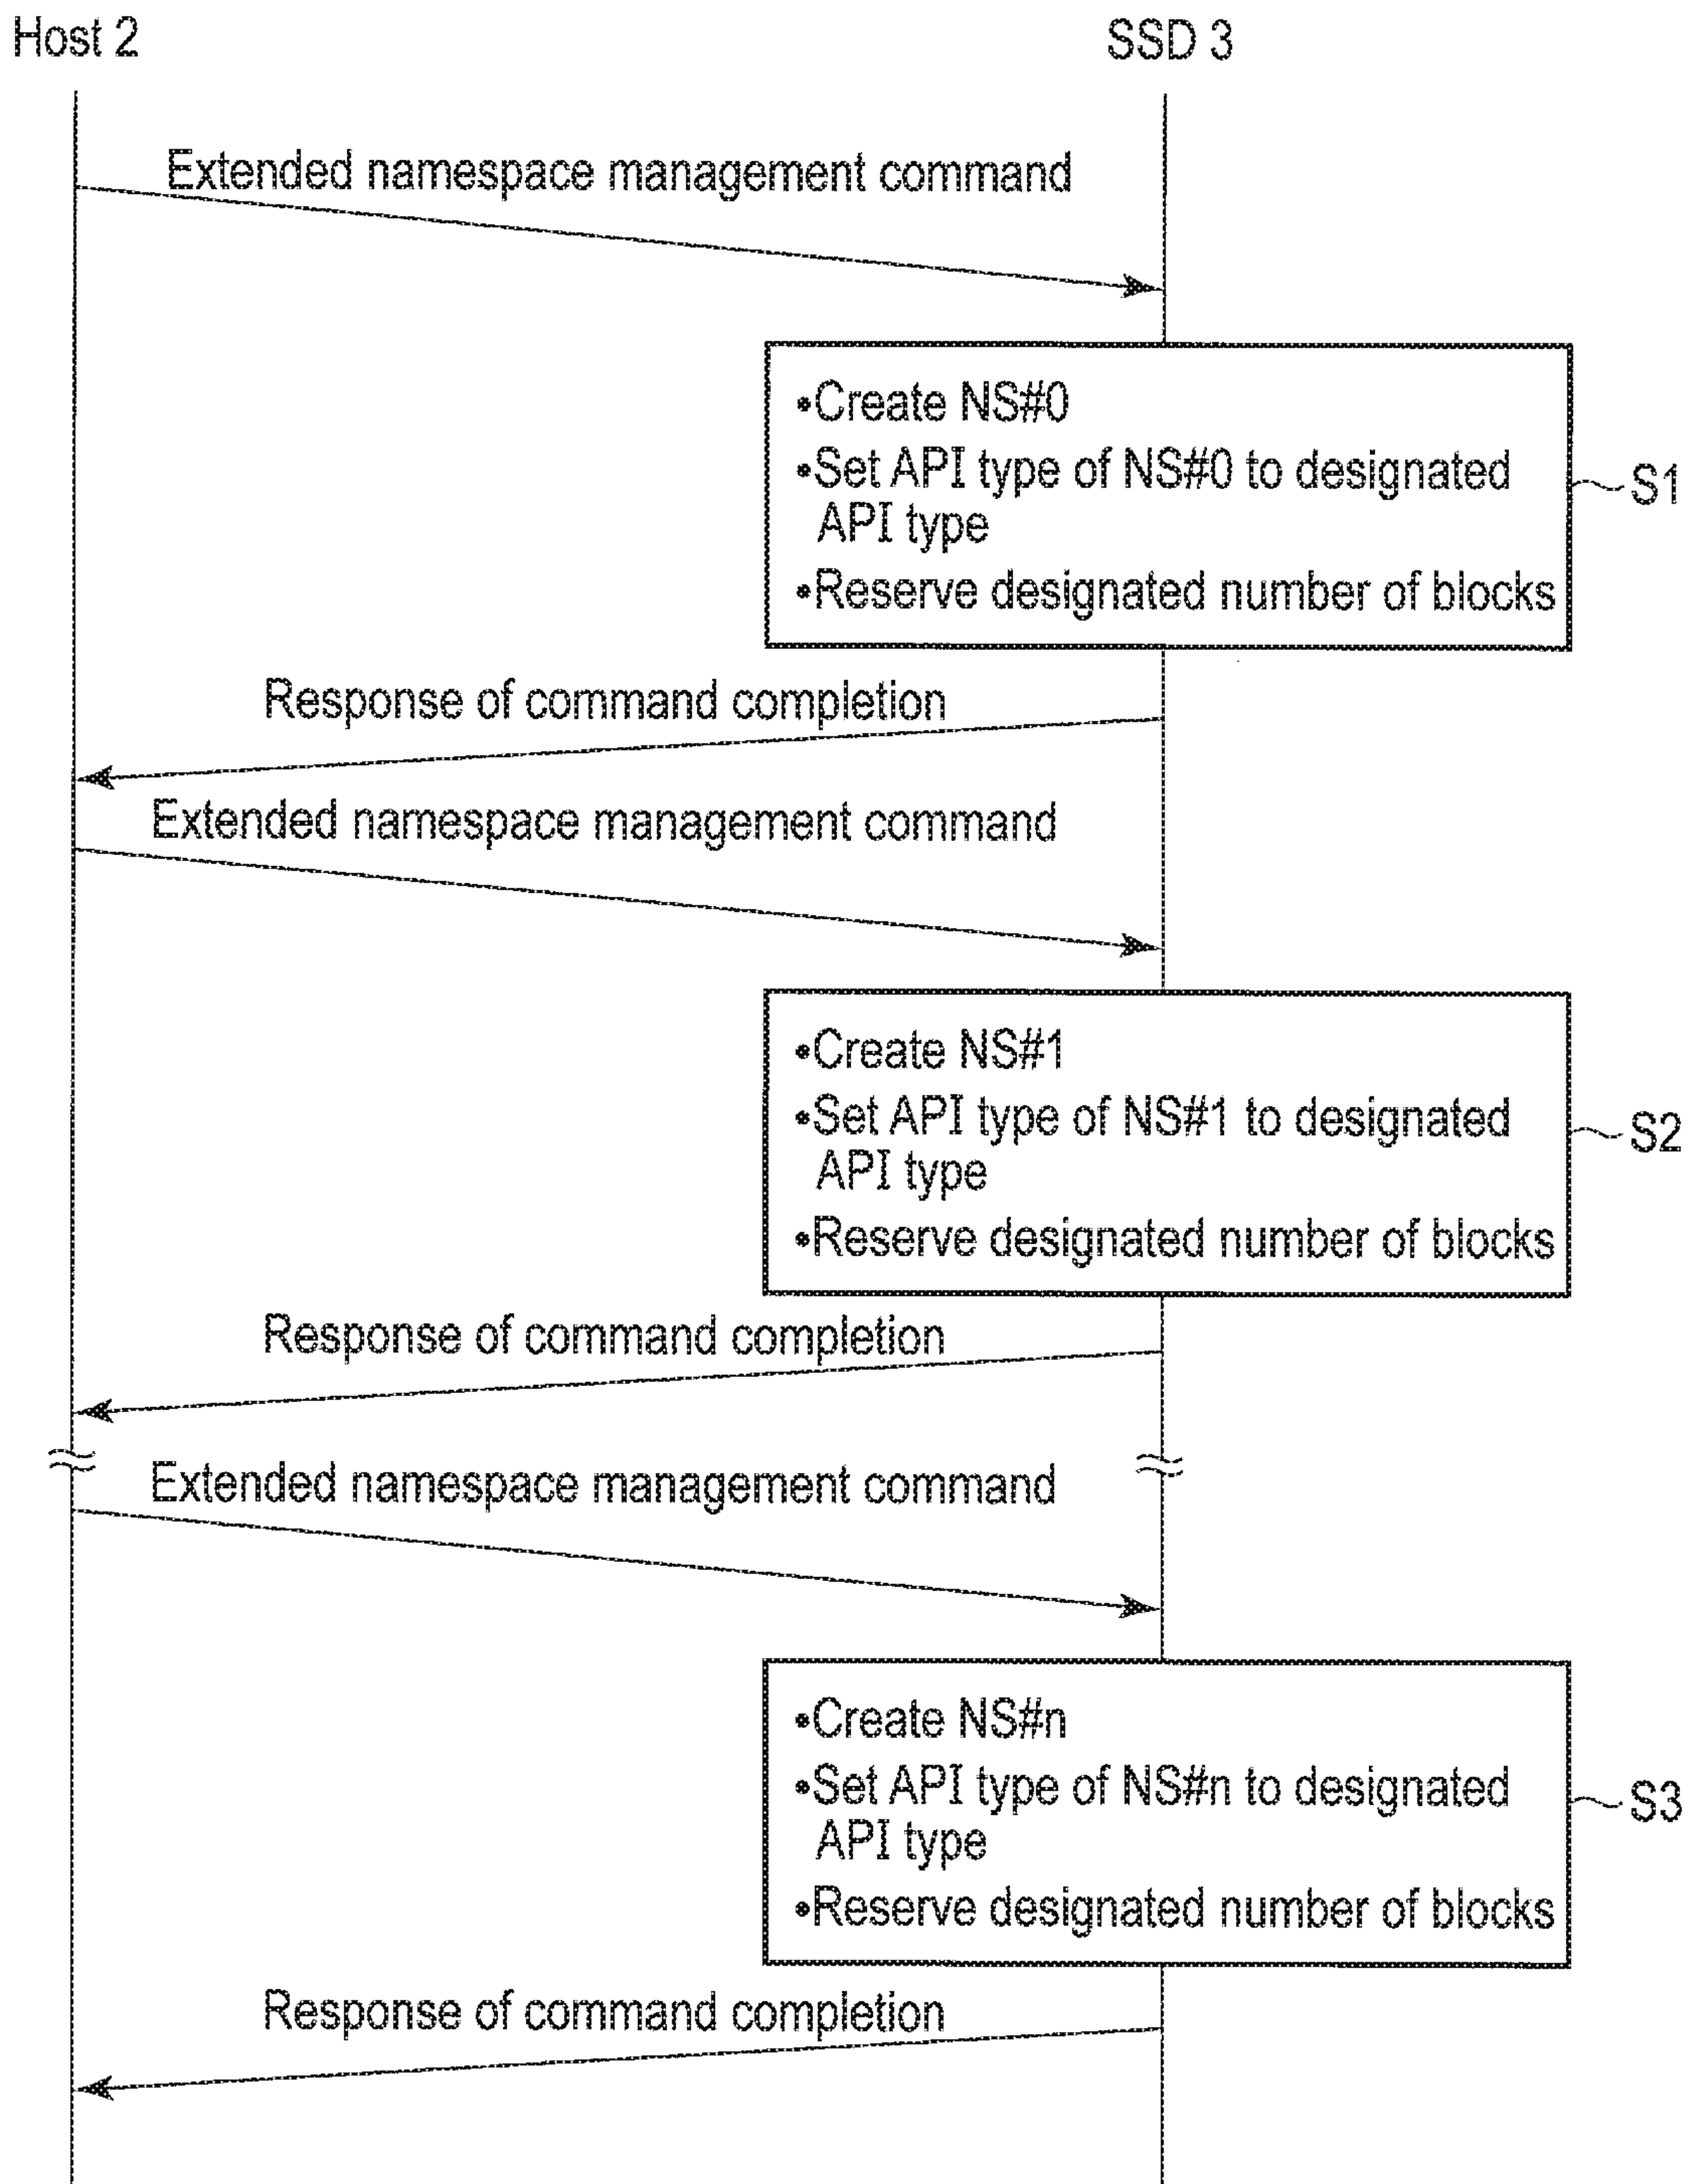 Host 2
SSD 3
Extended namespace management command
•Create NS#0
•Set API type of NS#0 to designated
API type
•Reserve designated number of blocks
S1
Response of command completion
Extended namespace management command
•Create NS#1
•Set API type of NS#1 to designated
API type
•Reserve designated number of blocks
S2
Response of command completion
Extended namespace management command
•Create NS#n
•Set API type of NS#n to designated
API type
•Reserve designated number of blocks
S3
Response of command completion